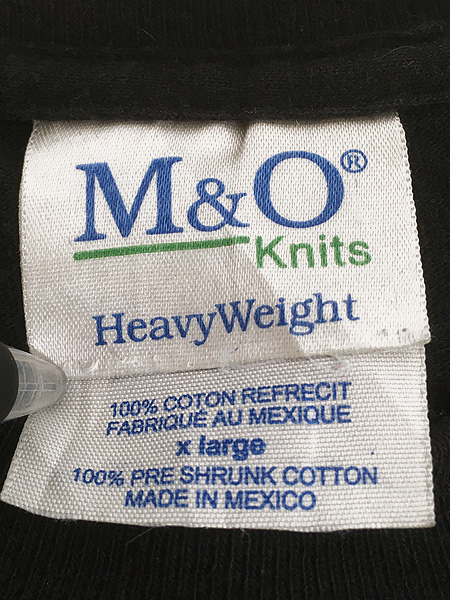 M&O®
Knits
HeavyWeight
100% COTON REFRECIT
FABRIQUÉ AU MEXIQUE
x large
100% PRE SHRUNK COTTON
MADE IN MEXICO